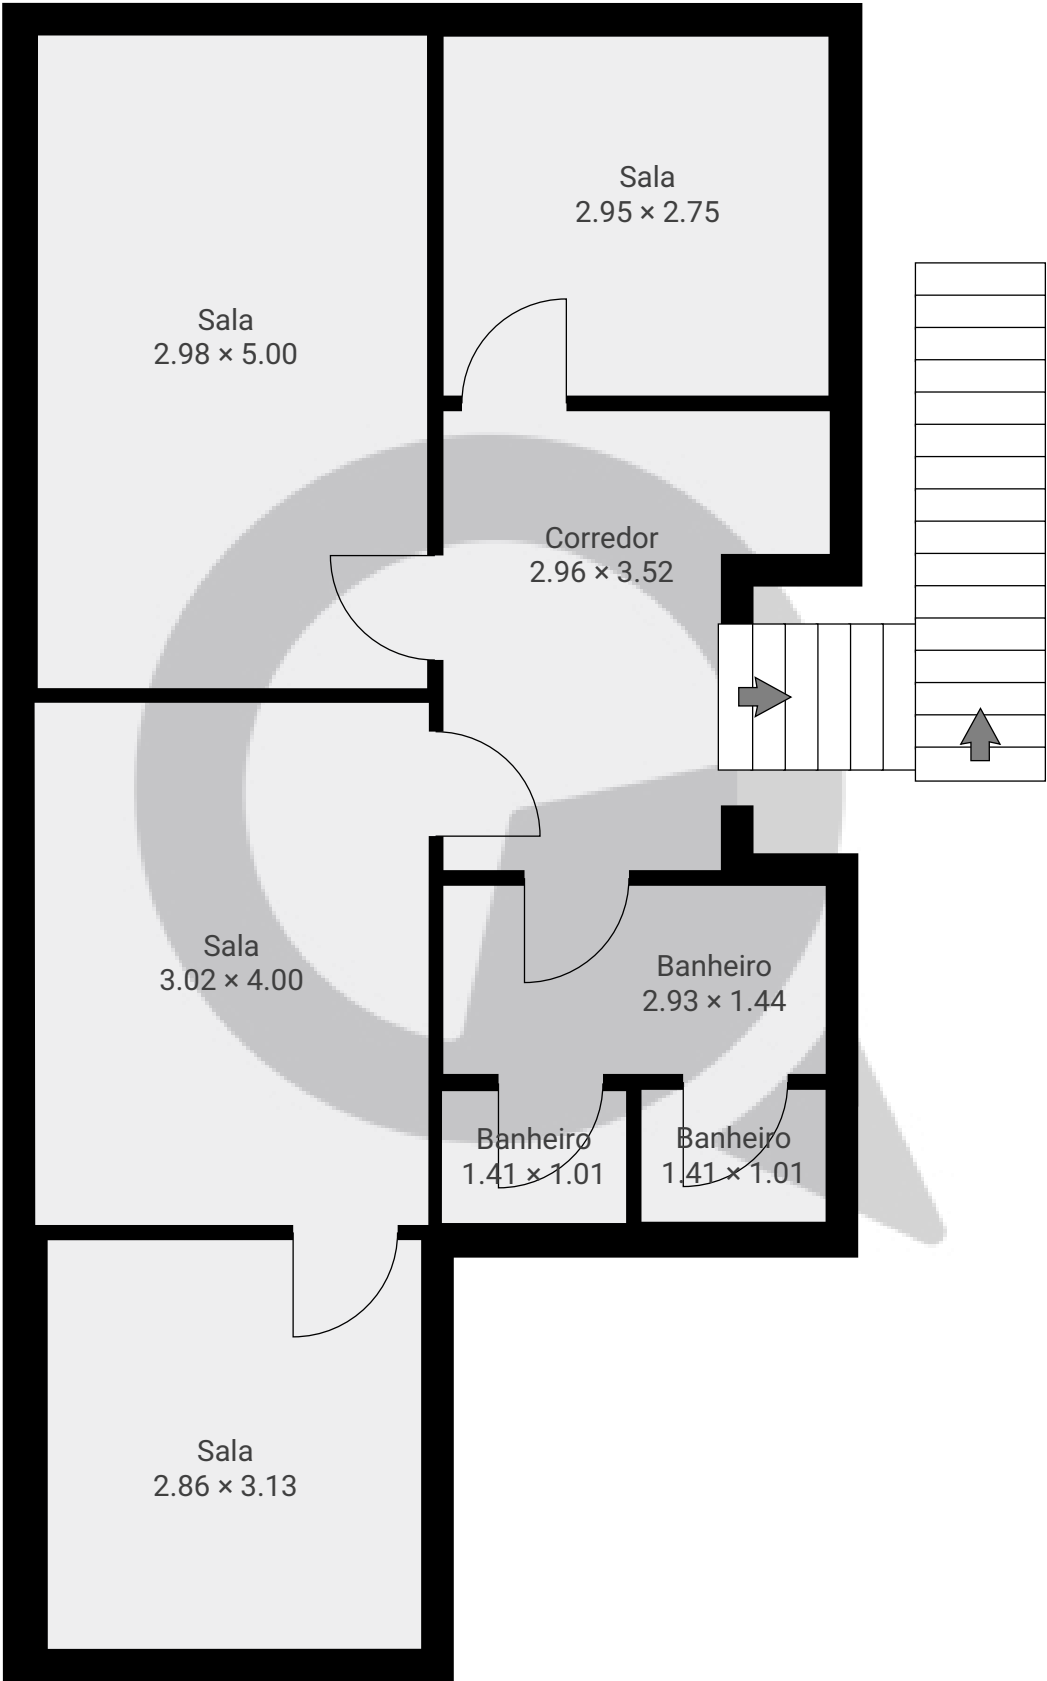 Sala
2.95 × 2.75
Sala
2.98 × 5.00
Corredor
2.96 × 3.52
Sala
3.02 × 4.00
Banheiro
2.93 × 1.44
Banheiro
1.41 × 1.01
Banheiro
1.41 × 1.01
Sala
2.86 × 3.13